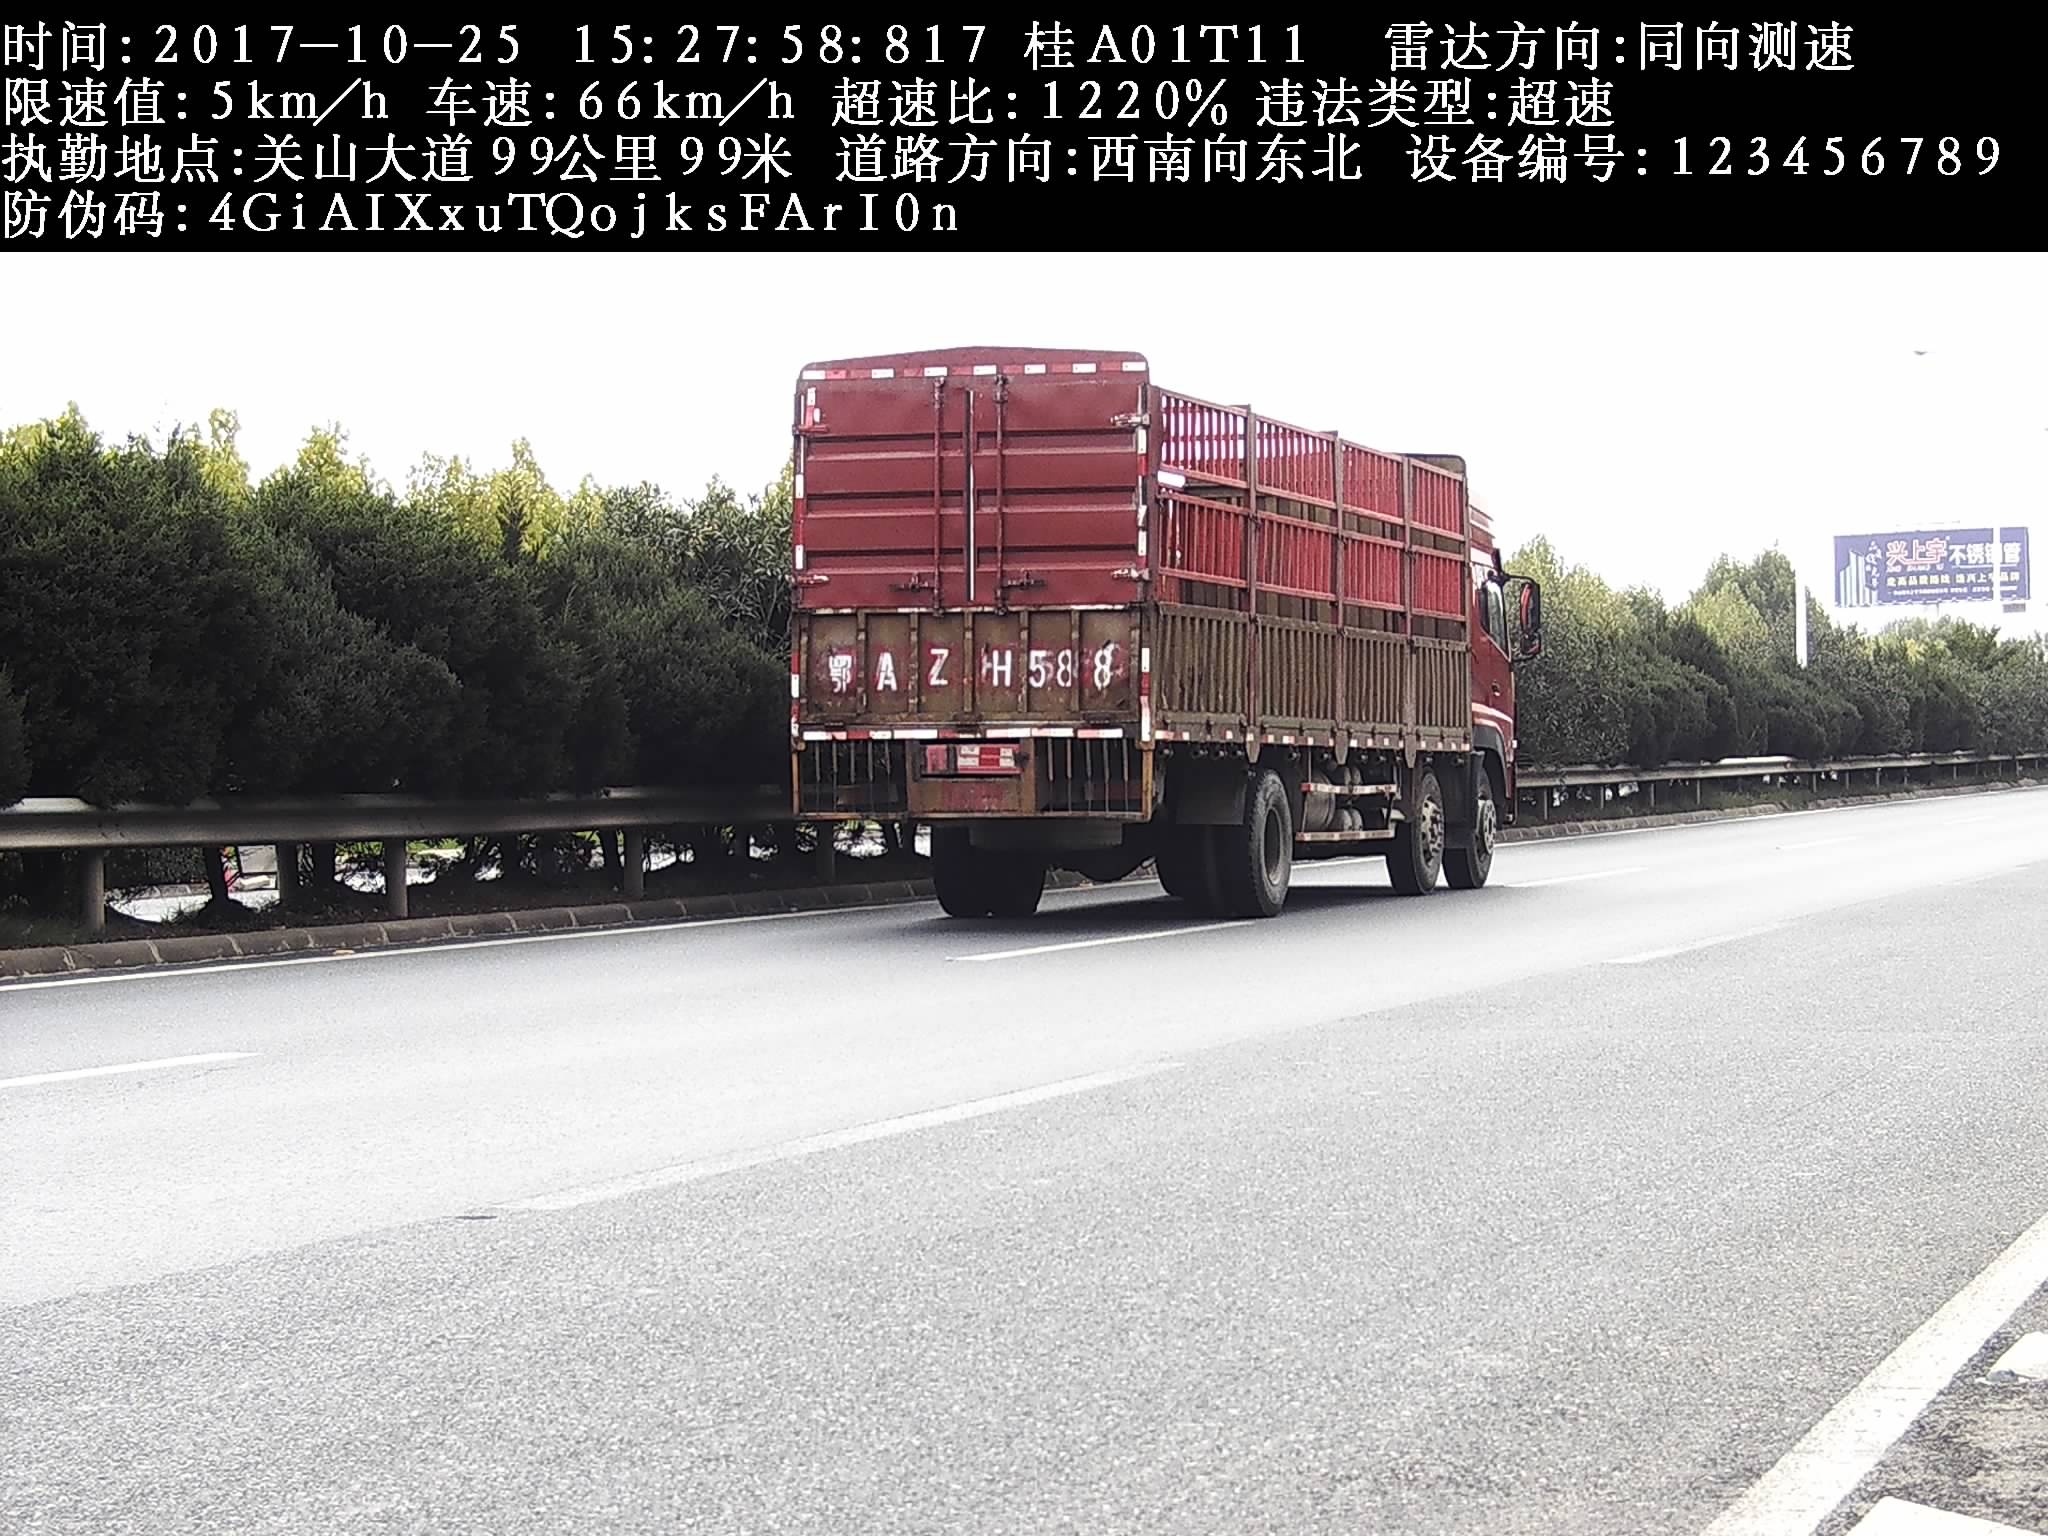 时间:2017-10-25 15:27:58:817 桂A01T11 雷达方向:同向测速
限速值:5km/h 车速:66km/h 超速比:1220% 违法类型:超速
执勤地点:关山大道99公里99米 道路方向:西南向东北 设备编号:123456789
防伪码:4GiAIXxuTQojksFArI0n
兴上宇 不锈钢管
鄂A ZH588